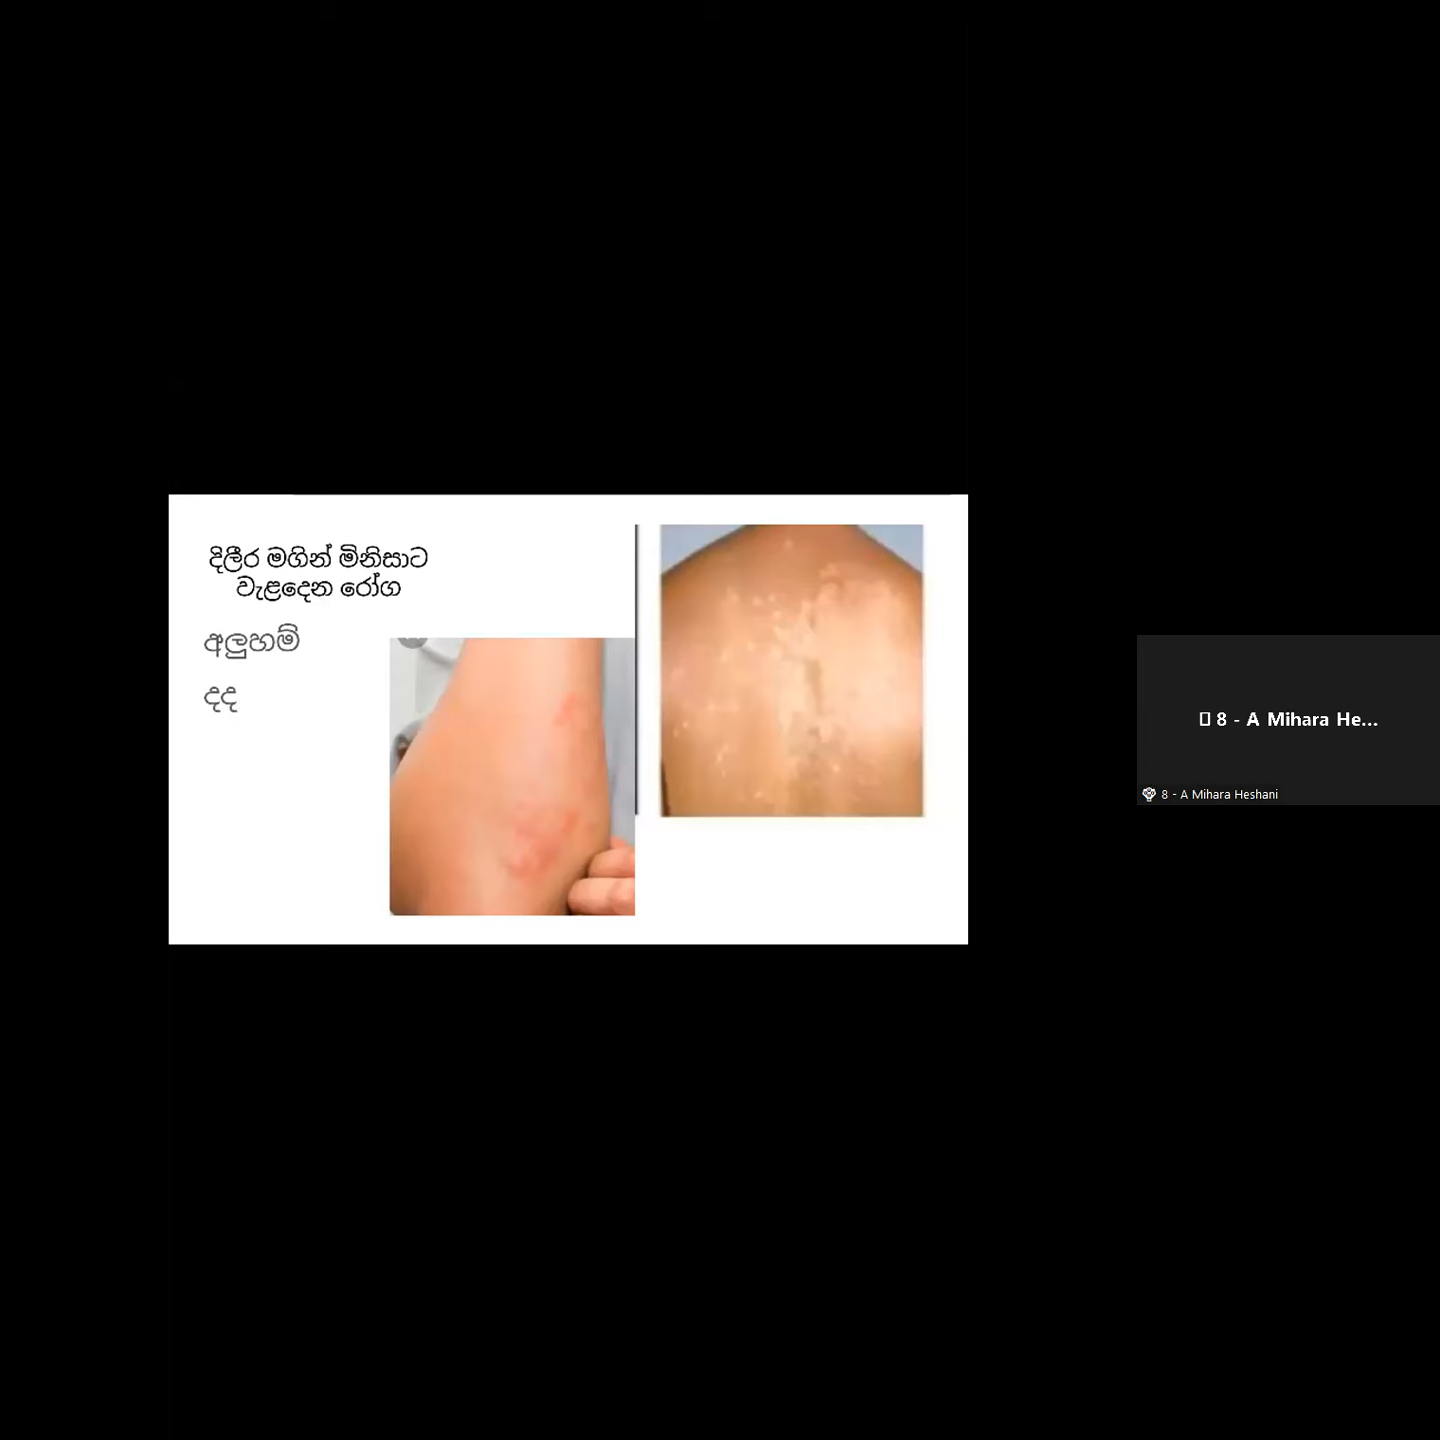 දිලීර මගින් මිනිසාට
වැළදෙන රෝග
අලුහම්
දද
8 - A Mihara He...
8 - A Mihara Heshani